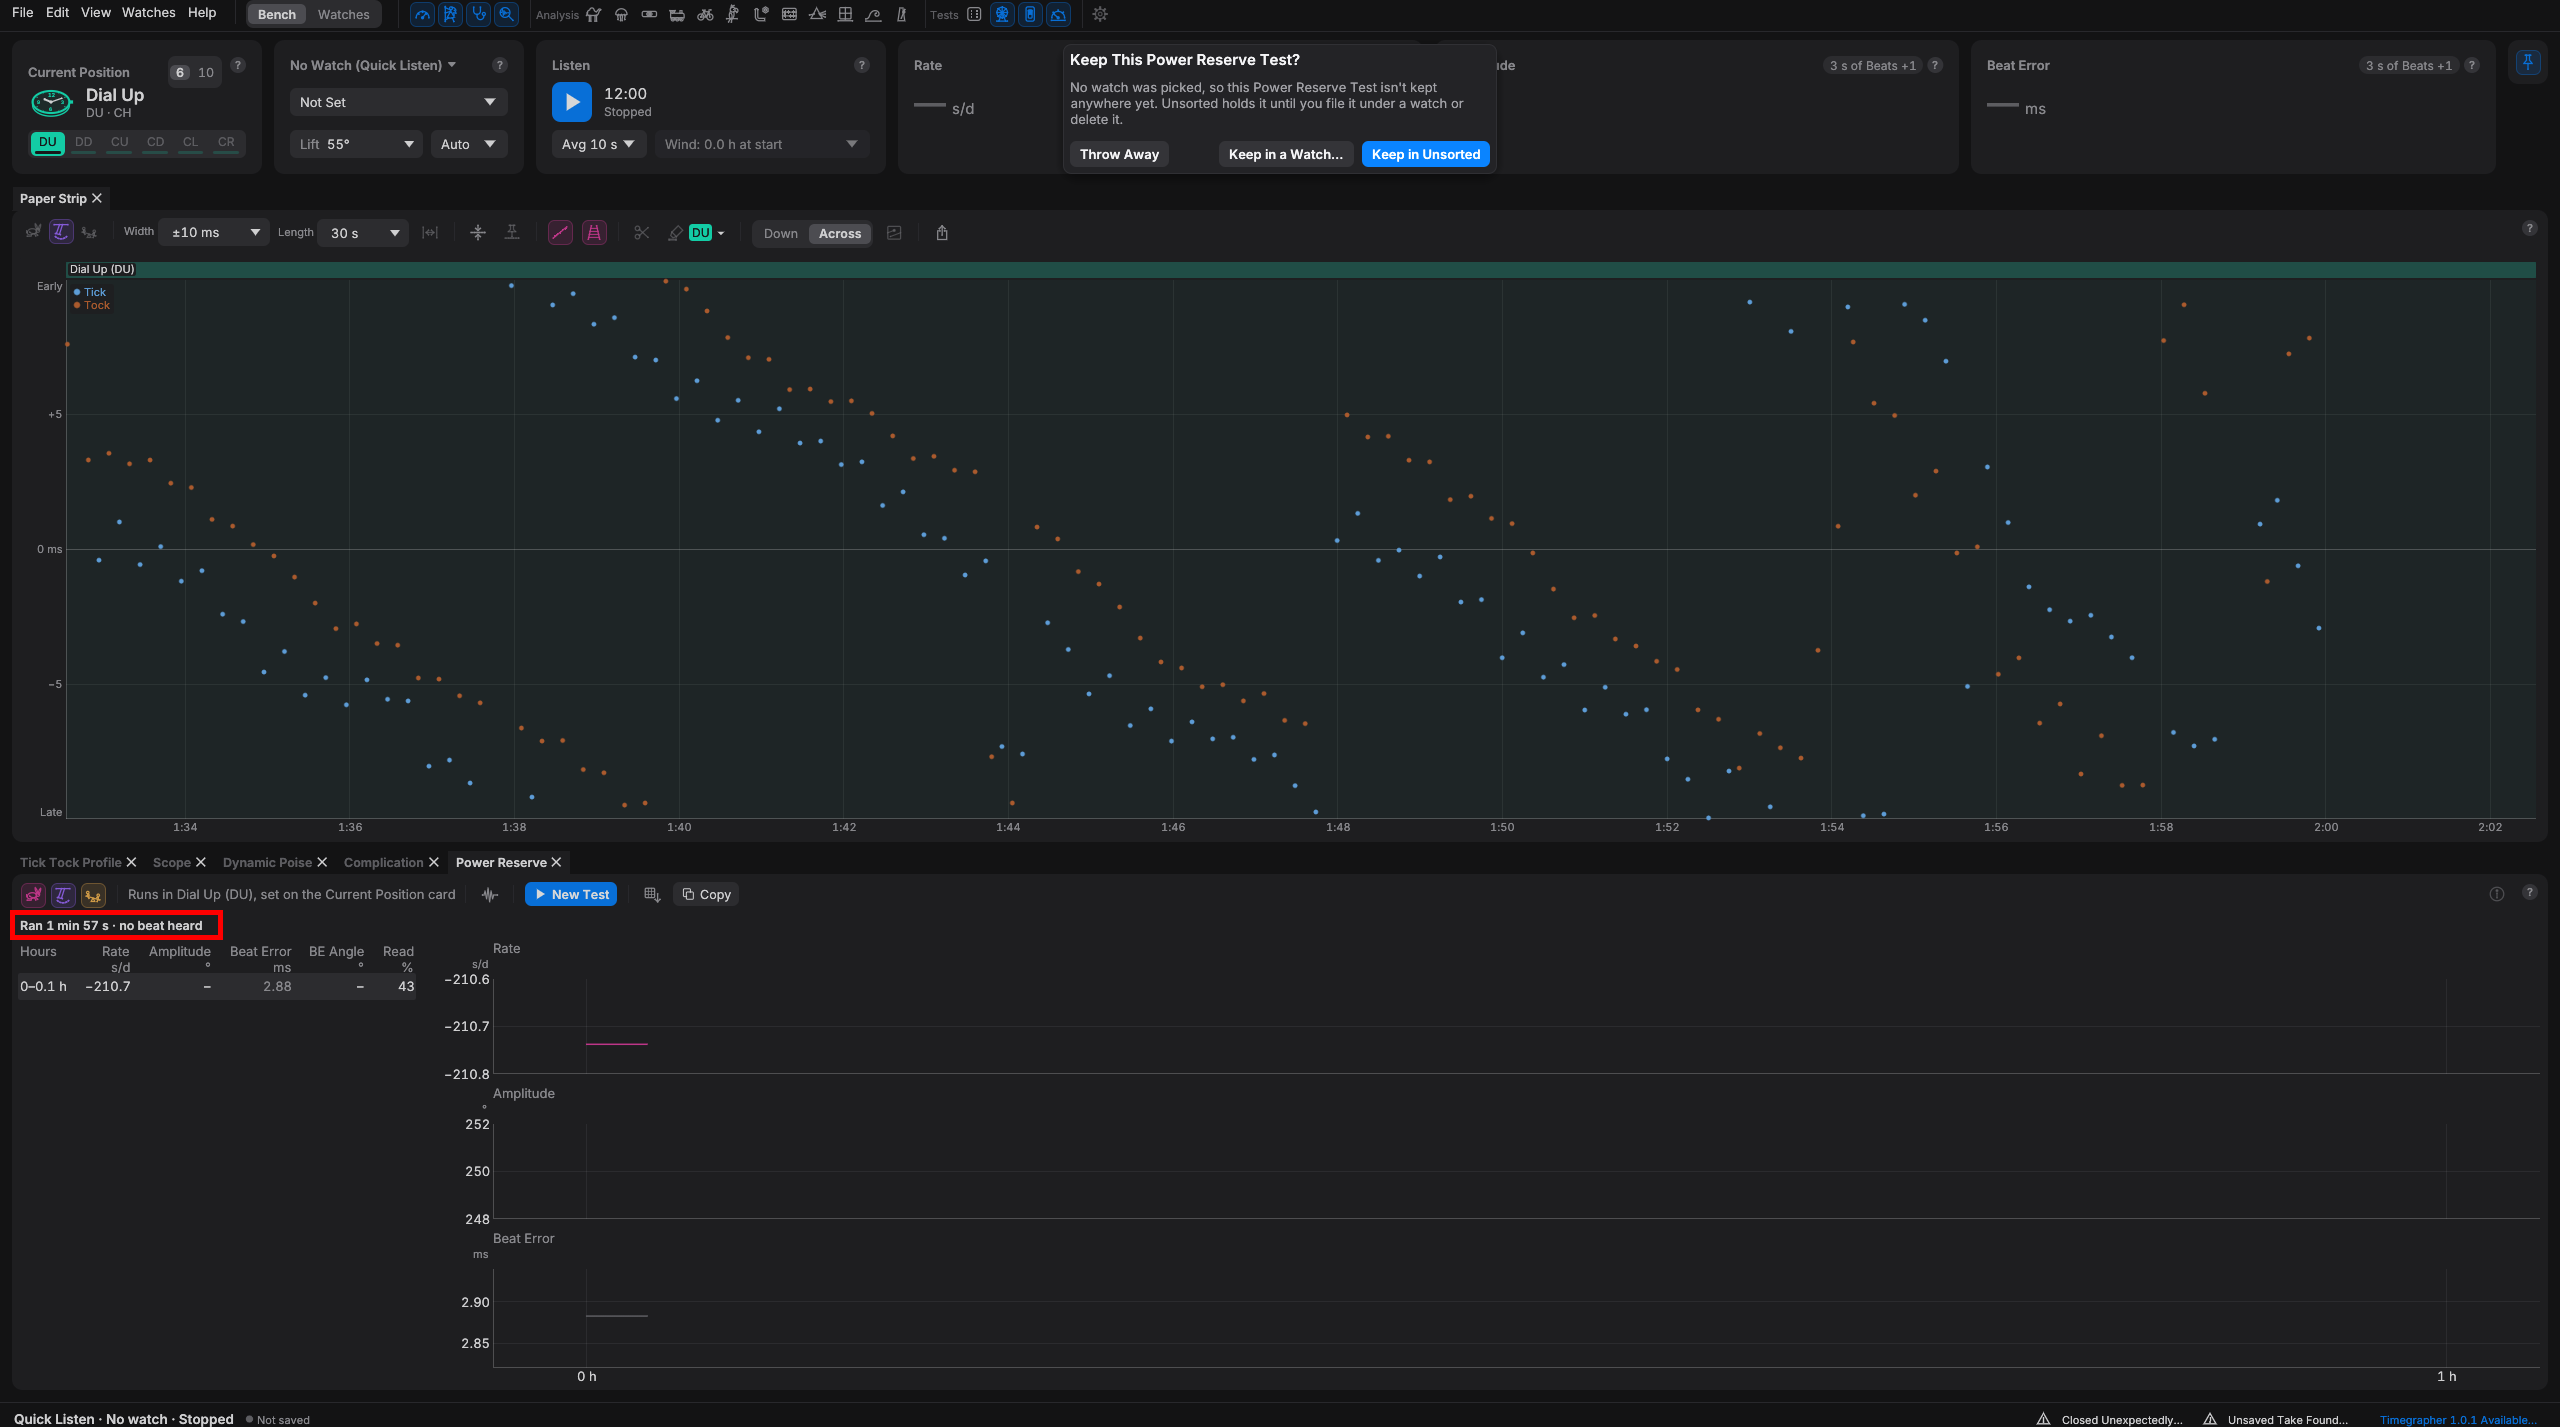 File Edit View Watches Help Bench Watches Analysis Tests
Current Position 6 10 ?
Dial Up
DU · CH
DU DD CU CD CL CR
No Watch (Quick Listen) ?
Not Set
Lift 55° Auto
Listen ?
12:00
Stopped
Avg 10 s Wind: 0.0 h at start
Rate
s/d
Keep This Power Reserve Test?
No watch was picked, so this Power Reserve Test isn't kept
anywhere yet. Unsorted holds it until you file it under a watch or
delete it.
Throw Away Keep in a Watch... Keep in Unsorted
ude 3 s of Beats +1 ?
Beat Error 3 s of Beats +1 ?
ms
Paper Strip
Width ±10 ms Length 30 s DU Down Across ?
Dial Up (DU)
Early
Tick
Tock
+5
0 ms
−5
Late
1:34 1:36 1:38 1:40 1:42 1:44 1:46 1:48 1:50 1:52 1:54 1:56 1:58 2:00 2:02
Tick Tock Profile Scope Dynamic Poise Complication Power Reserve
Runs in Dial Up (DU), set on the Current Position card New Test Copy ?
Ran 1 min 57 s · no beat heard
Hours Rate Amplitude Beat Error BE Angle Read
s/d ° ms ° %
0–0.1 h −210.7 – 2.88 – 43
Rate
s/d
−210.6
−210.7
−210.8
Amplitude
°
252
250
248
Beat Error
ms
2.90
2.85
0 h 1 h
Quick Listen · No watch · Stopped Not saved Closed Unexpectedly... Unsaved Take Found... Timegrapher 1.0.1 Available...